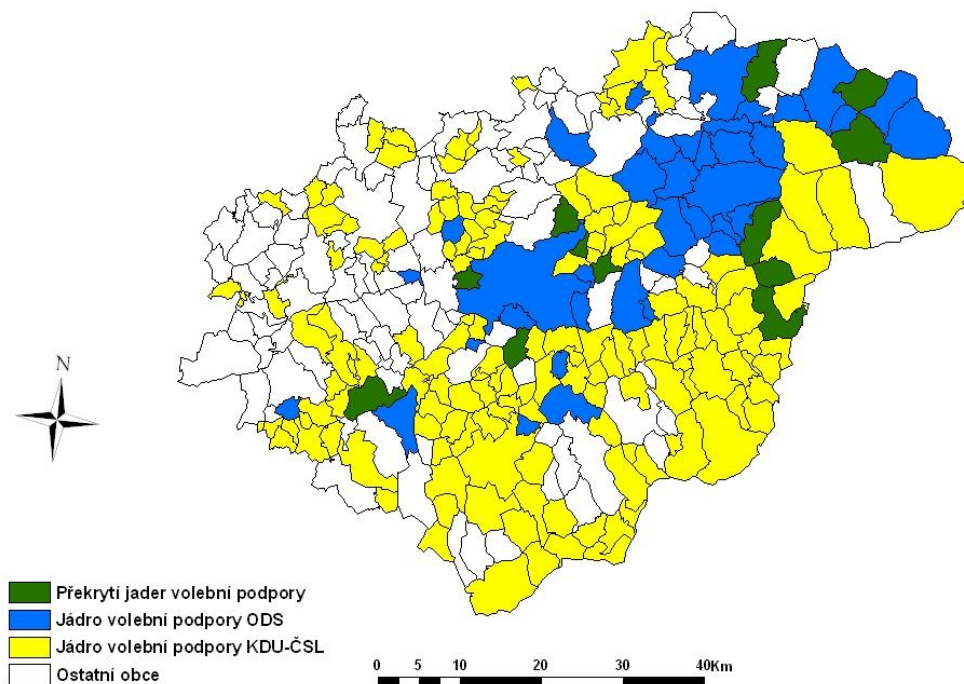 N
Překrytí jader volební podpory
Jádro volební podpory ODS
Jádro volební podpory KDU-ČSL
Ostatní obce
0 5 10 20 30 40Km